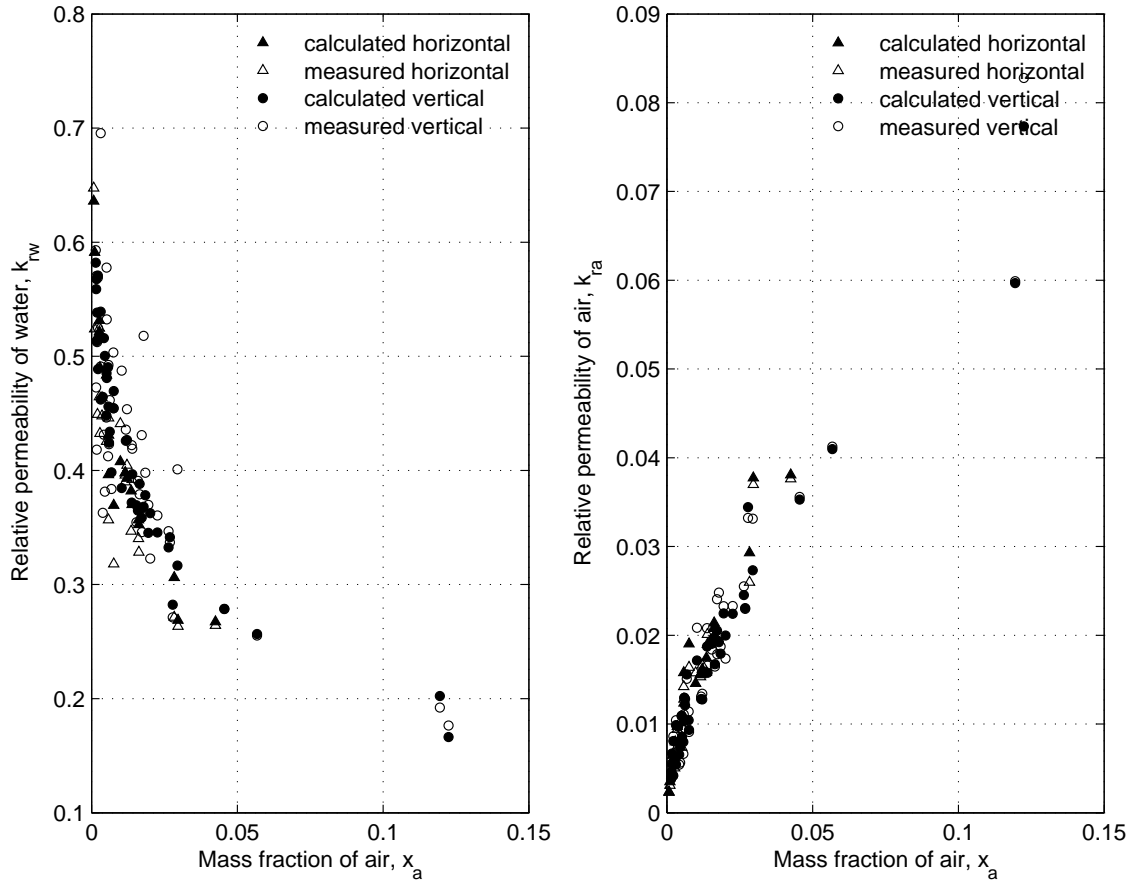 0.8
0.7
0.6
0.5
0.4
0.3
0.2
0.1
0
0.05
0.1
0.15
Relative permeability of water, k_rw
Mass fraction of air, x_a
calculated horizontal
measured horizontal
calculated vertical
measured vertical
0.09
0.08
0.07
0.06
0.05
0.04
0.03
0.02
0.01
0
0
0.05
0.1
0.15
Relative permeability of air, k_ra
Mass fraction of air, x_a
calculated horizontal
measured horizontal
calculated vertical
measured vertical